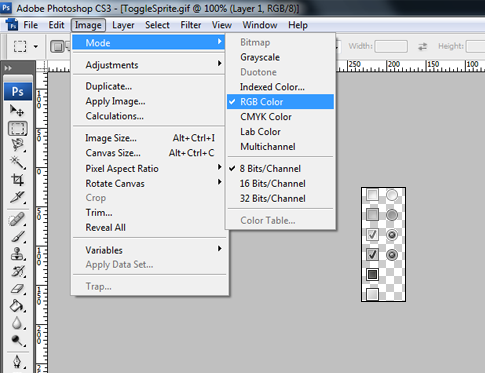 Adobe Photoshop CS3 - [ToggleSprite.gif @ 100% (Layer 1, RGB/8)]
File Edit Image Layer Select Filter View Window Help
Width: Height:
Mode
Adjustments
Duplicate...
Apply Image...
Calculations...
Image Size... Alt+Ctrl+I
Canvas Size... Alt+Ctrl+C
Pixel Aspect Ratio
Rotate Canvas
Crop
Trim...
Reveal All
Variables
Apply Data Set...
Trap...
Bitmap
Grayscale
Duotone
Indexed Color...
RGB Color
CMYK Color
Lab Color
Multichannel
8 Bits/Channel
16 Bits/Channel
32 Bits/Channel
Color Table...
Ps
250 200